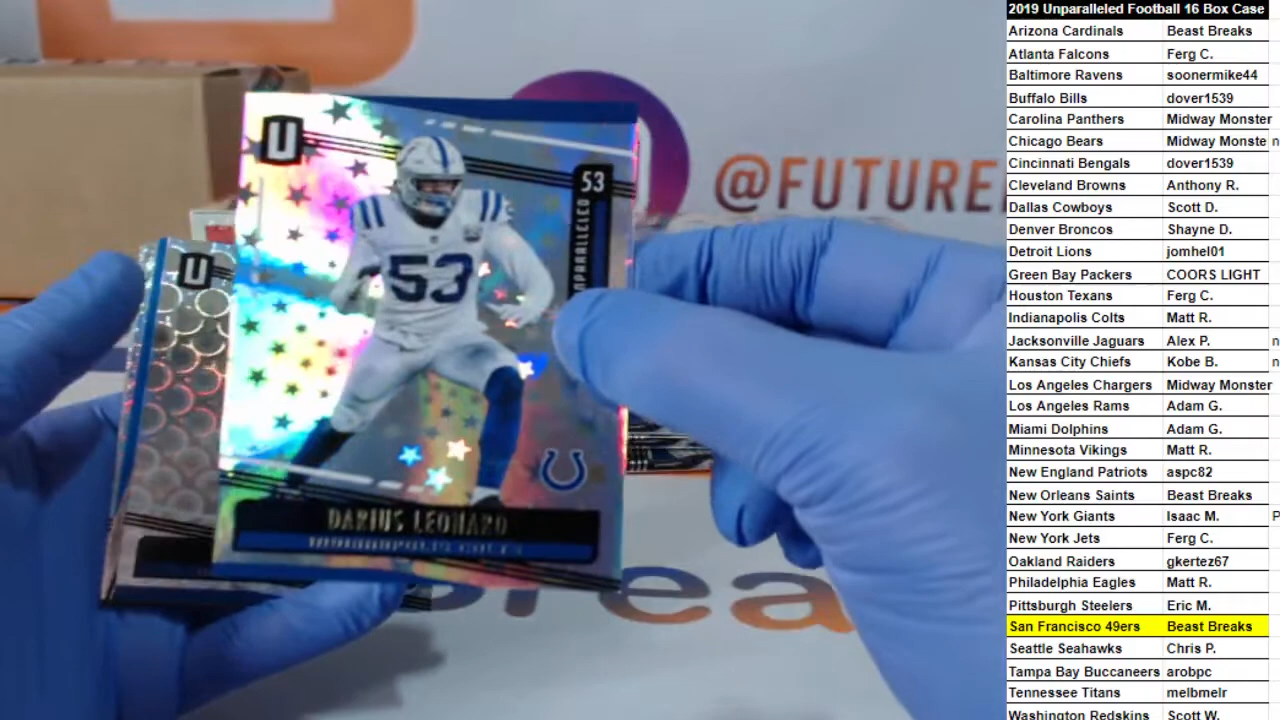 2019 Unparalleled Football 16 Box Case
Arizona Cardinals Beast Breaks
Atlanta Falcons Ferg C.
Baltimore Ravens soonermike44
Buffalo Bills dover1539
Carolina Panthers Midway Monster
Chicago Bears Midway Monste n
Cincinnati Bengals dover1539
Cleveland Browns Anthony R.
Dallas Cowboys Scott D.
Denver Broncos Shayne D.
Detroit Lions jomhel01
Green Bay Packers COORS LIGHT
Houston Texans Ferg C.
Indianapolis Colts Matt R.
Jacksonville Jaguars Alex P. n
Kansas City Chiefs Kobe B. n
Los Angeles Chargers Midway Monster
Los Angeles Rams Adam G.
Miami Dolphins Adam G.
Minnesota Vikings Matt R.
New England Patriots aspc82
New Orleans Saints Beast Breaks
New York Giants Isaac M. P
New York Jets Ferg C.
Oakland Raiders gkertez67
Philadelphia Eagles Matt R.
Pittsburgh Steelers Eric M.
San Francisco 49ers Beast Breaks
Seattle Seahawks Chris P.
Tampa Bay Buccaneers arobpc
Tennessee Titans melbmelr
Washington Redskins Scott W.
@FUTURE
U
U
53
53
DARIUS LEONARD
INDIANAPOLIS COLTS
rea